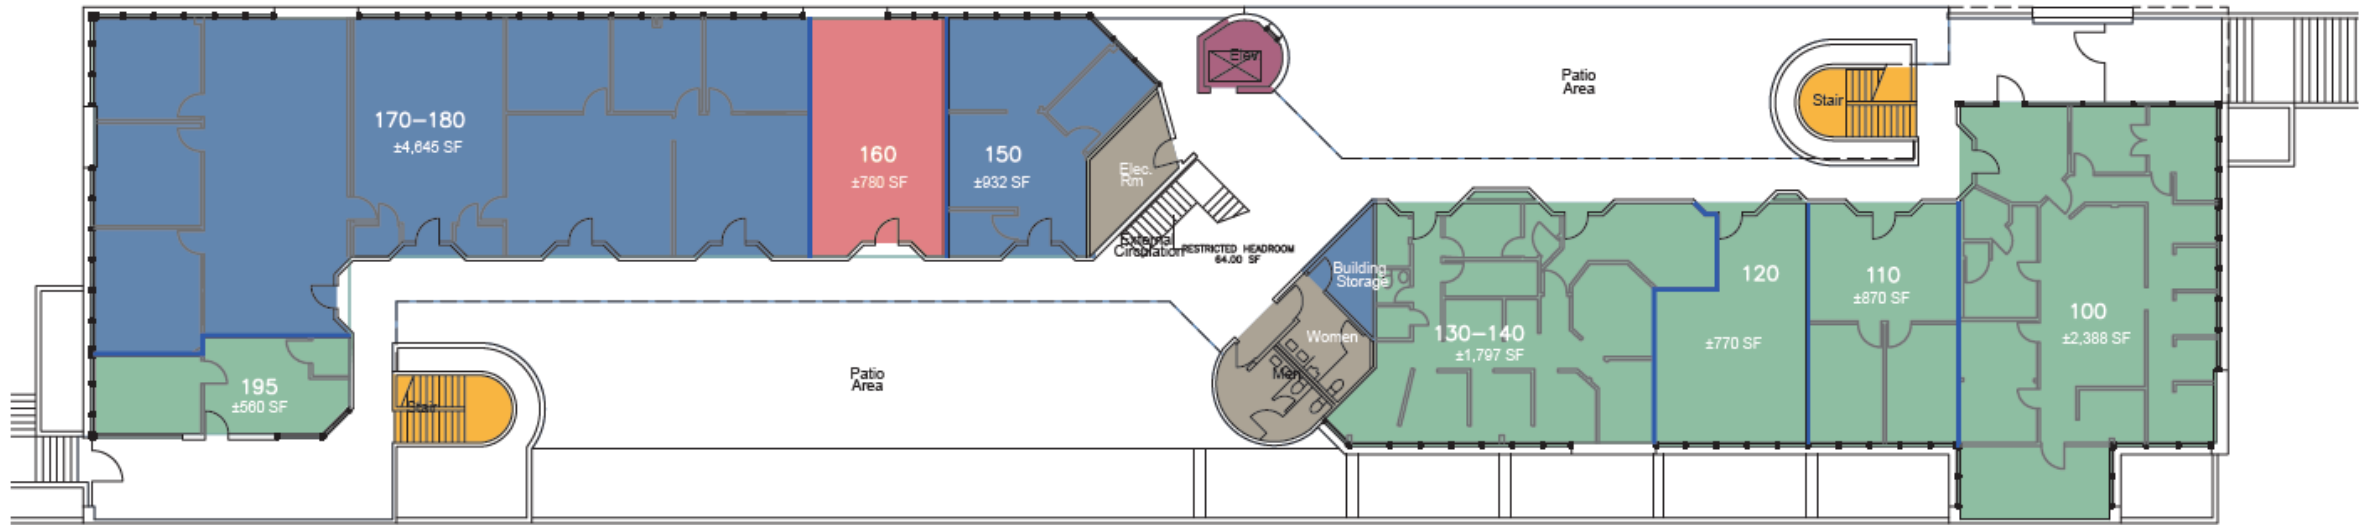 170-180
±4,645 SF
160
±780 SF
150
±932 SF
Elec.
Rm
Elev
Patio
Area
Stair
External
Circulation
RESTRICTED HEADROOM
64.00 SF
Building
Storage
Women
Men
130-140
±1,797 SF
120
±770 SF
110
±870 SF
100
±2,388 SF
195
±560 SF
Stair
Patio
Area